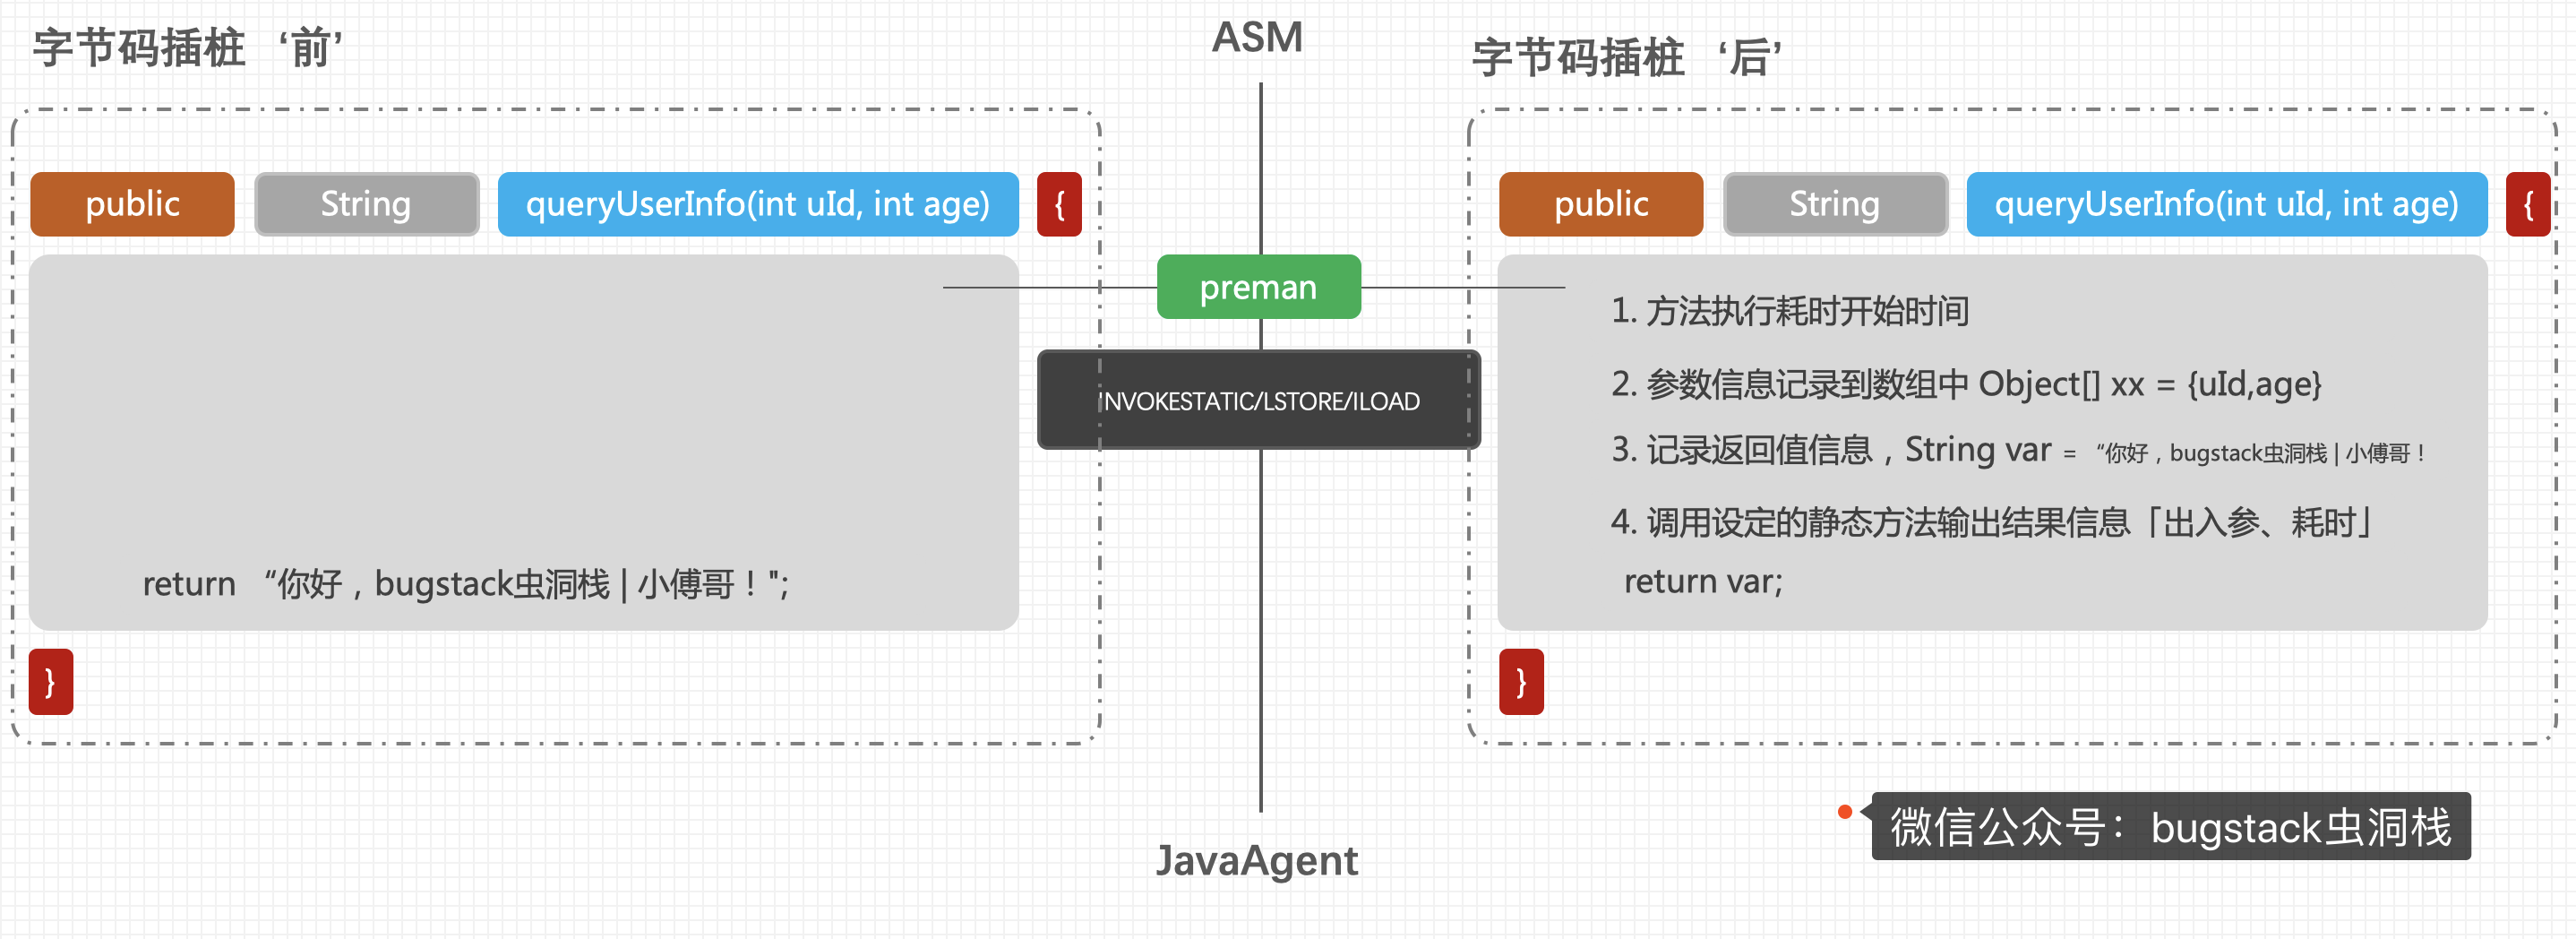 字节码插桩 ‘前’
public String queryUserInfo(int uId, int age) {
return “你好，bugstack虫洞栈 | 小傅哥！";
}
ASM
preman
INVOKESTATIC/LSTORE/ILOAD
JavaAgent
字节码插桩 ‘后’
public String queryUserInfo(int uId, int age) {
1. 方法执行耗时开始时间
2. 参数信息记录到数组中 Object[] xx = {uId,age}
3. 记录返回值信息，String var = “你好，bugstack虫洞栈 | 小傅哥！
4. 调用设定的静态方法输出结果信息「出入参、耗时」
return var;
}
微信公众号：bugstack虫洞栈